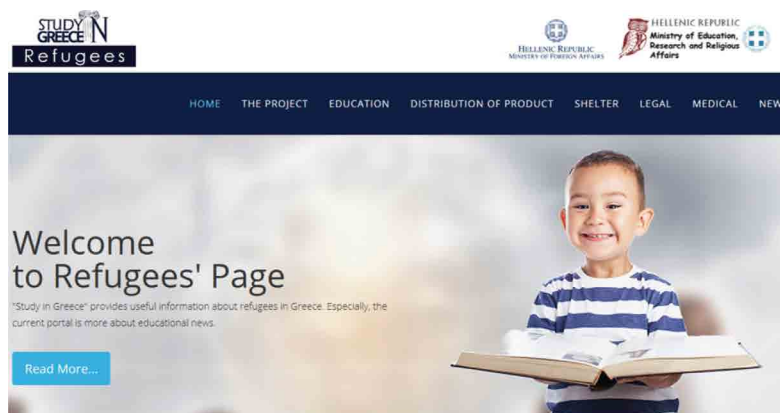 STUDY IN
GREECE
Refugees
HELLENIC REPUBLIC
MINISTRY OF FOREIGN AFFAIRS
HELLENIC REPUBLIC
Ministry of Education,
Research and Religious
Affairs
HOME THE PROJECT EDUCATION DISTRIBUTION OF PRODUCT SHELTER LEGAL MEDICAL NEW
Welcome
to Refugees' Page
"Study in Greece" provides useful information about refugees in Greece. Especially, the
current portal is more about educational news.
Read More...